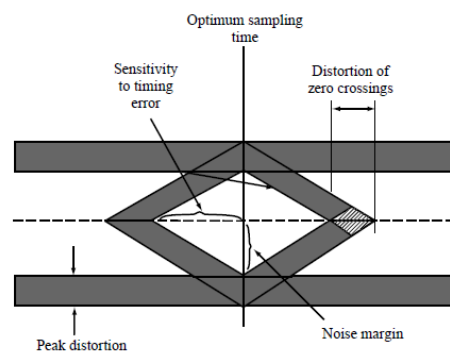 Optimum sampling
time
Sensitivity
to timing
error
Distortion of
zero crossings
Peak distortion
Noise margin